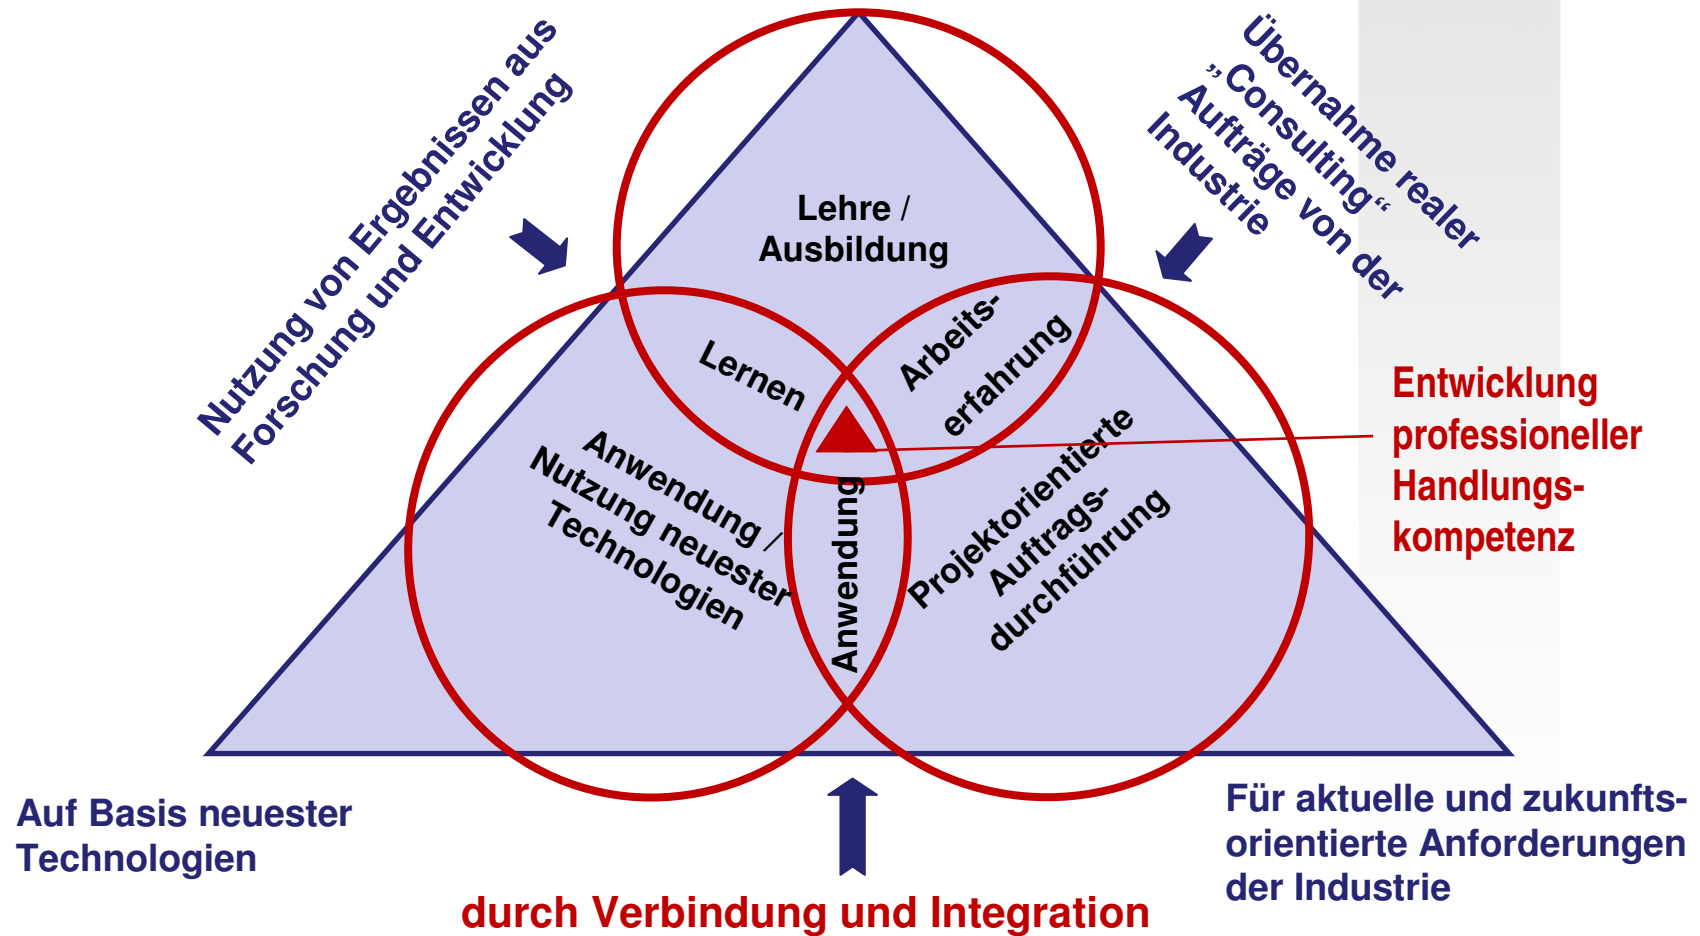 Nutzung von Ergebnissen aus
Forschung und Entwicklung
Übernahme realer
„Consulting“
Aufträge von der
Industrie
Lehre /
Ausbildung
Lernen
Arbeits-
erfahrung
Anwendung /
Nutzung neuester
Technologien
Anwendung
Projektorientierte
Auftrags-
durchführung
Entwicklung
professioneller
Handlungs-
kompetenz
Auf Basis neuester
Technologien
Für aktuelle und zukunfts-
orientierte Anforderungen
der Industrie
durch Verbindung und Integration